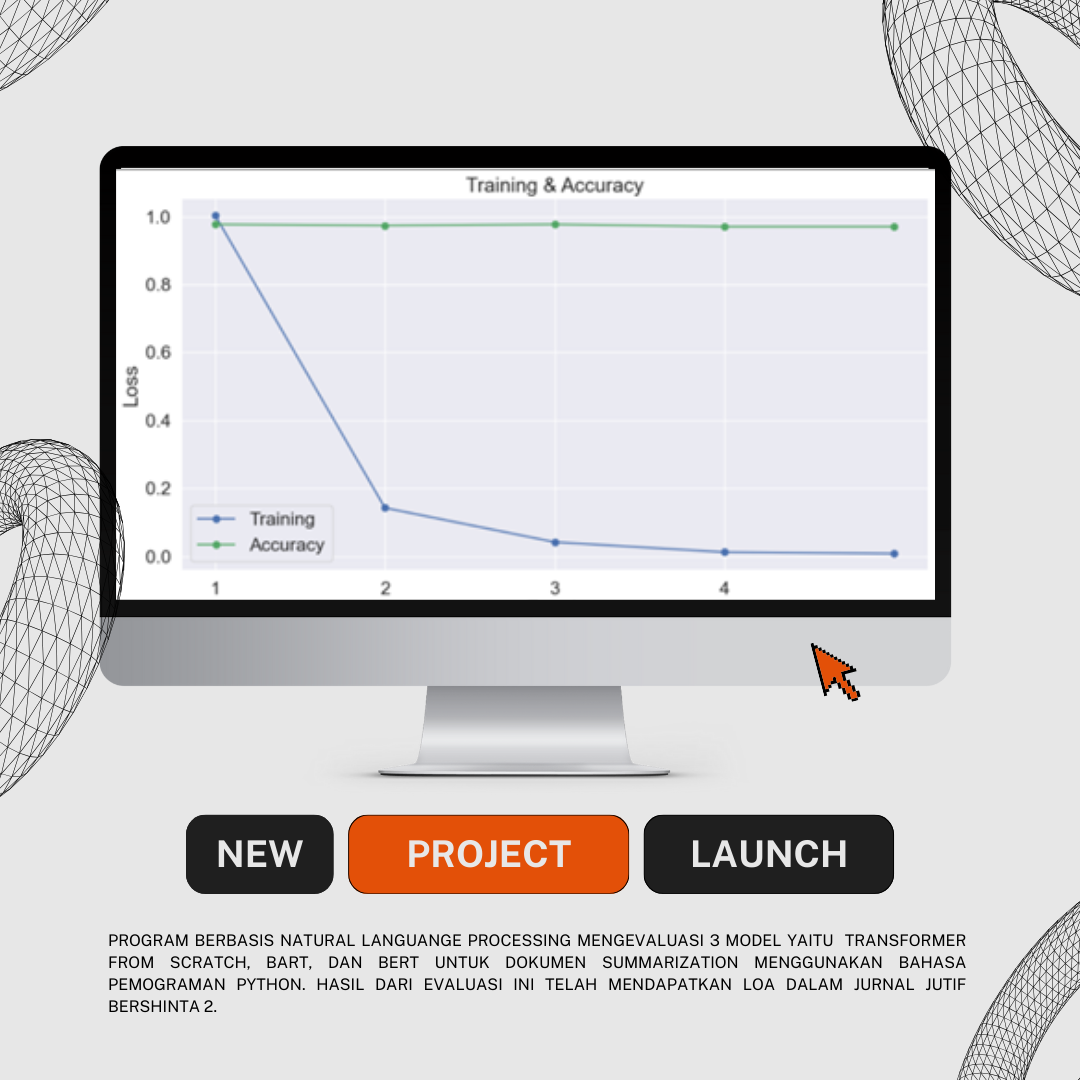 Training & Accuracy
1.0
0.8
0.6
0.4
0.2
0.0
Loss
Training
Accuracy
1 2 3 4
NEW PROJECT LAUNCH
PROGRAM BERBASIS NATURAL LANGUANGE PROCESSING MENGEVALUASI 3 MODEL YAITU TRANSFORMER
FROM SCRATCH, BART, DAN BERT UNTUK DOKUMEN SUMMARIZATION MENGGUNAKAN BAHASA
PEMOGRAMAN PYTHON. HASIL DARI EVALUASI INI TELAH MENDAPATKAN LOA DALAM JURNAL JUTIF
BERSHINTA 2.